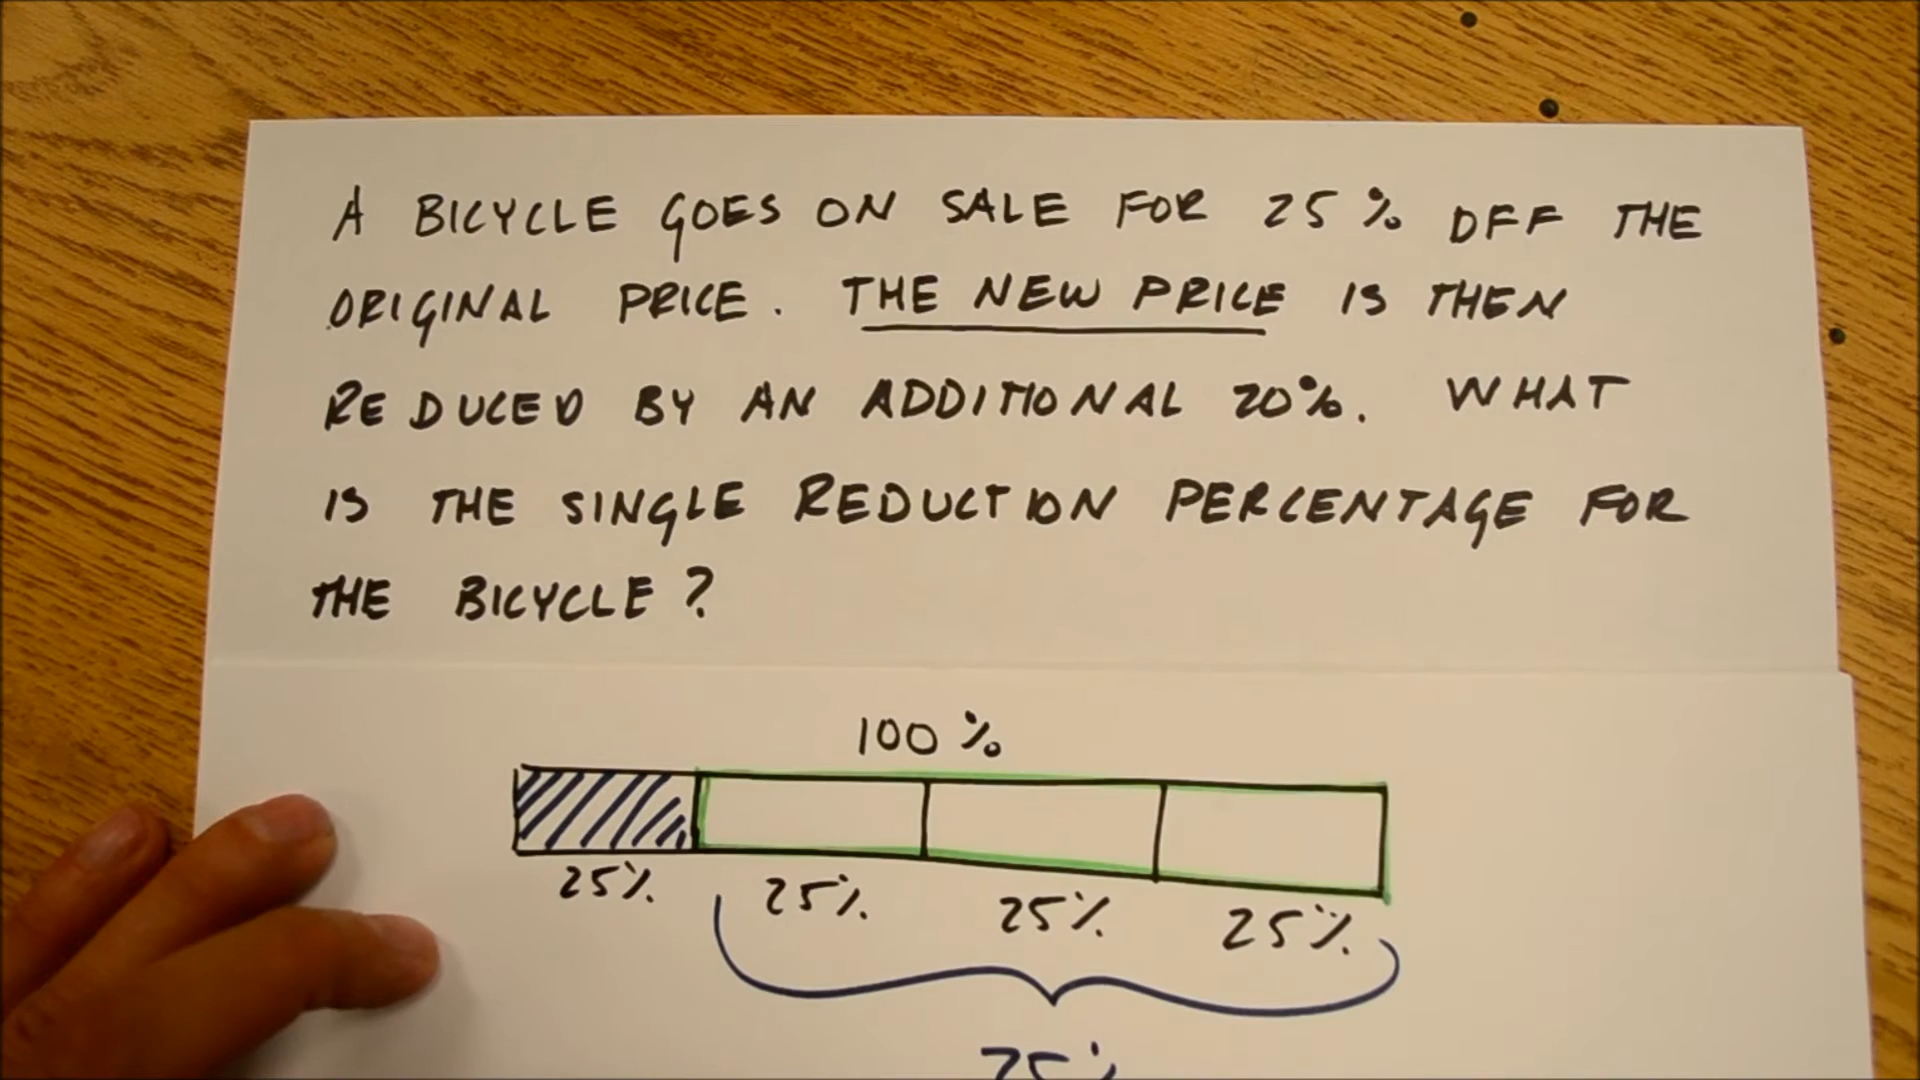 A BICYCLE GOES ON SALE FOR 25% OFF THE
ORIGINAL PRICE. THE NEW PRICE IS THEN
REDUCED BY AN ADDITIONAL 20%. WHAT
IS THE SINGLE REDUCTION PERCENTAGE FOR
THE BICYCLE?
100%
25% 25% 25% 25%
75%